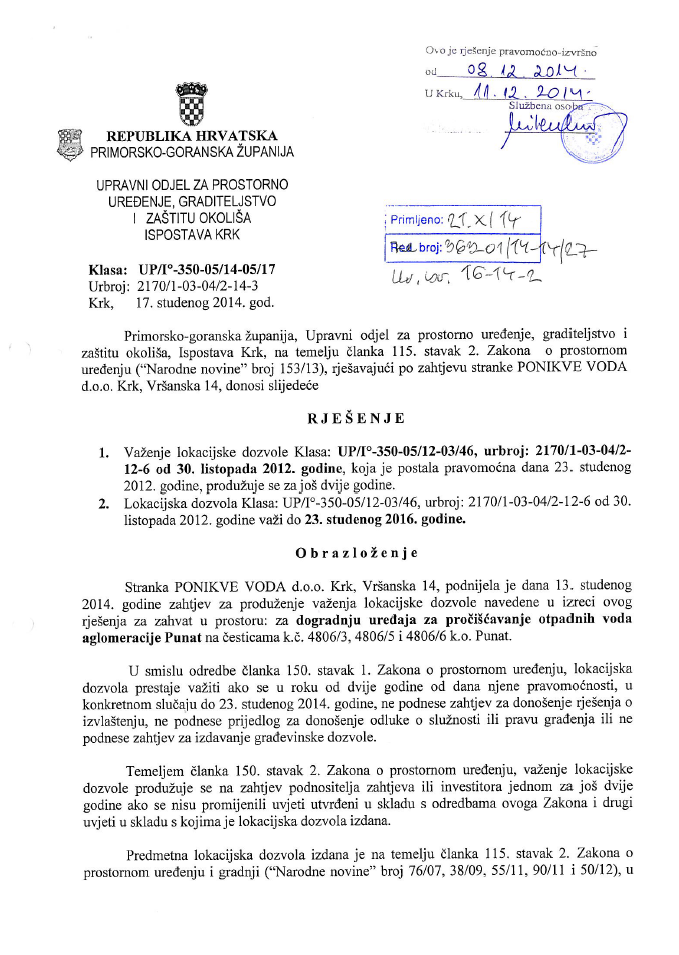 Ovo je rješenje pravomoćno-izvršno
od 08. 12. 2014.
U Krku, 11. 12. 2014.
Službena osoba
REPUBLIKA HRVATSKA
PRIMORSKO-GORANSKA ŽUPANIJA
UPRAVNI ODJEL ZA PROSTORNO
UREĐENJE, GRADITELJSTVO
I ZAŠTITU OKOLIŠA
ISPOSTAVA KRK
Primljeno: 21. XI 14
Red. broj: 363-01/14-14/27
Ur. br. 16-14-2
Klasa: UP/I°-350-05/14-05/17
Urbroj: 2170/1-03-04/2-14-3
Krk, 17. studenog 2014. god.
Primorsko-goranska županija, Upravni odjel za prostorno uređenje, graditeljstvo i
zaštitu okoliša, Ispostava Krk, na temelju članka 115. stavak 2. Zakona o prostornom
uređenju (“Narodne novine” broj 153/13), rješavajući po zahtjevu stranke PONIKVE VODA
d.o.o. Krk, Vršanska 14, donosi slijedeće
R J E Š E N J E
1. Važenje lokacijske dozvole Klasa: UP/I°-350-05/12-03/46, urbroj: 2170/1-03-04/2-
12-6 od 30. listopada 2012. godine, koja je postala pravomoćna dana 23. studenog
2012. godine, produžuje se za još dvije godine.
2. Lokacijska dozvola Klasa: UP/I°-350-05/12-03/46, urbroj: 2170/1-03-04/2-12-6 od 30.
listopada 2012. godine važi do 23. studenog 2016. godine.
O b r a z l o ž e n j e
Stranka PONIKVE VODA d.o.o. Krk, Vršanska 14, podnijela je dana 13. studenog
2014. godine zahtjev za produženje važenja lokacijske dozvole navedene u izreci ovog
rješenja za zahvat u prostoru: za dogradnju uređaja za pročišćavanje otpadnih voda
aglomeracije Punat na česticama k.č. 4806/3, 4806/5 i 4806/6 k.o. Punat.
U smislu odredbe članka 150. stavak 1. Zakona o prostornom uređenju, lokacijska
dozvola prestaje važiti ako se u roku od dvije godine od dana njene pravomoćnosti, u
konkretnom slučaju do 23. studenog 2014. godine, ne podnese zahtjev za donošenje rješenja o
izvlaštenju, ne podnese prijedlog za donošenje odluke o služnosti ili pravu građenja ili ne
podnese zahtjev za izdavanje građevinske dozvole.
Temeljem članka 150. stavak 2. Zakona o prostornom uređenju, važenje lokacijske
dozvole produžuje se na zahtjev podnositelja zahtjeva ili investitora jednom za još dvije
godine ako se nisu promijenili uvjeti utvrđeni u skladu s odredbama ovoga Zakona i drugi
uvjeti u skladu s kojima je lokacijska dozvola izdana.
Predmetna lokacijska dozvola izdana je na temelju članka 115. stavak 2. Zakona o
prostornom uređenju i gradnji (“Narodne novine” broj 76/07, 38/09, 55/11, 90/11 i 50/12), u